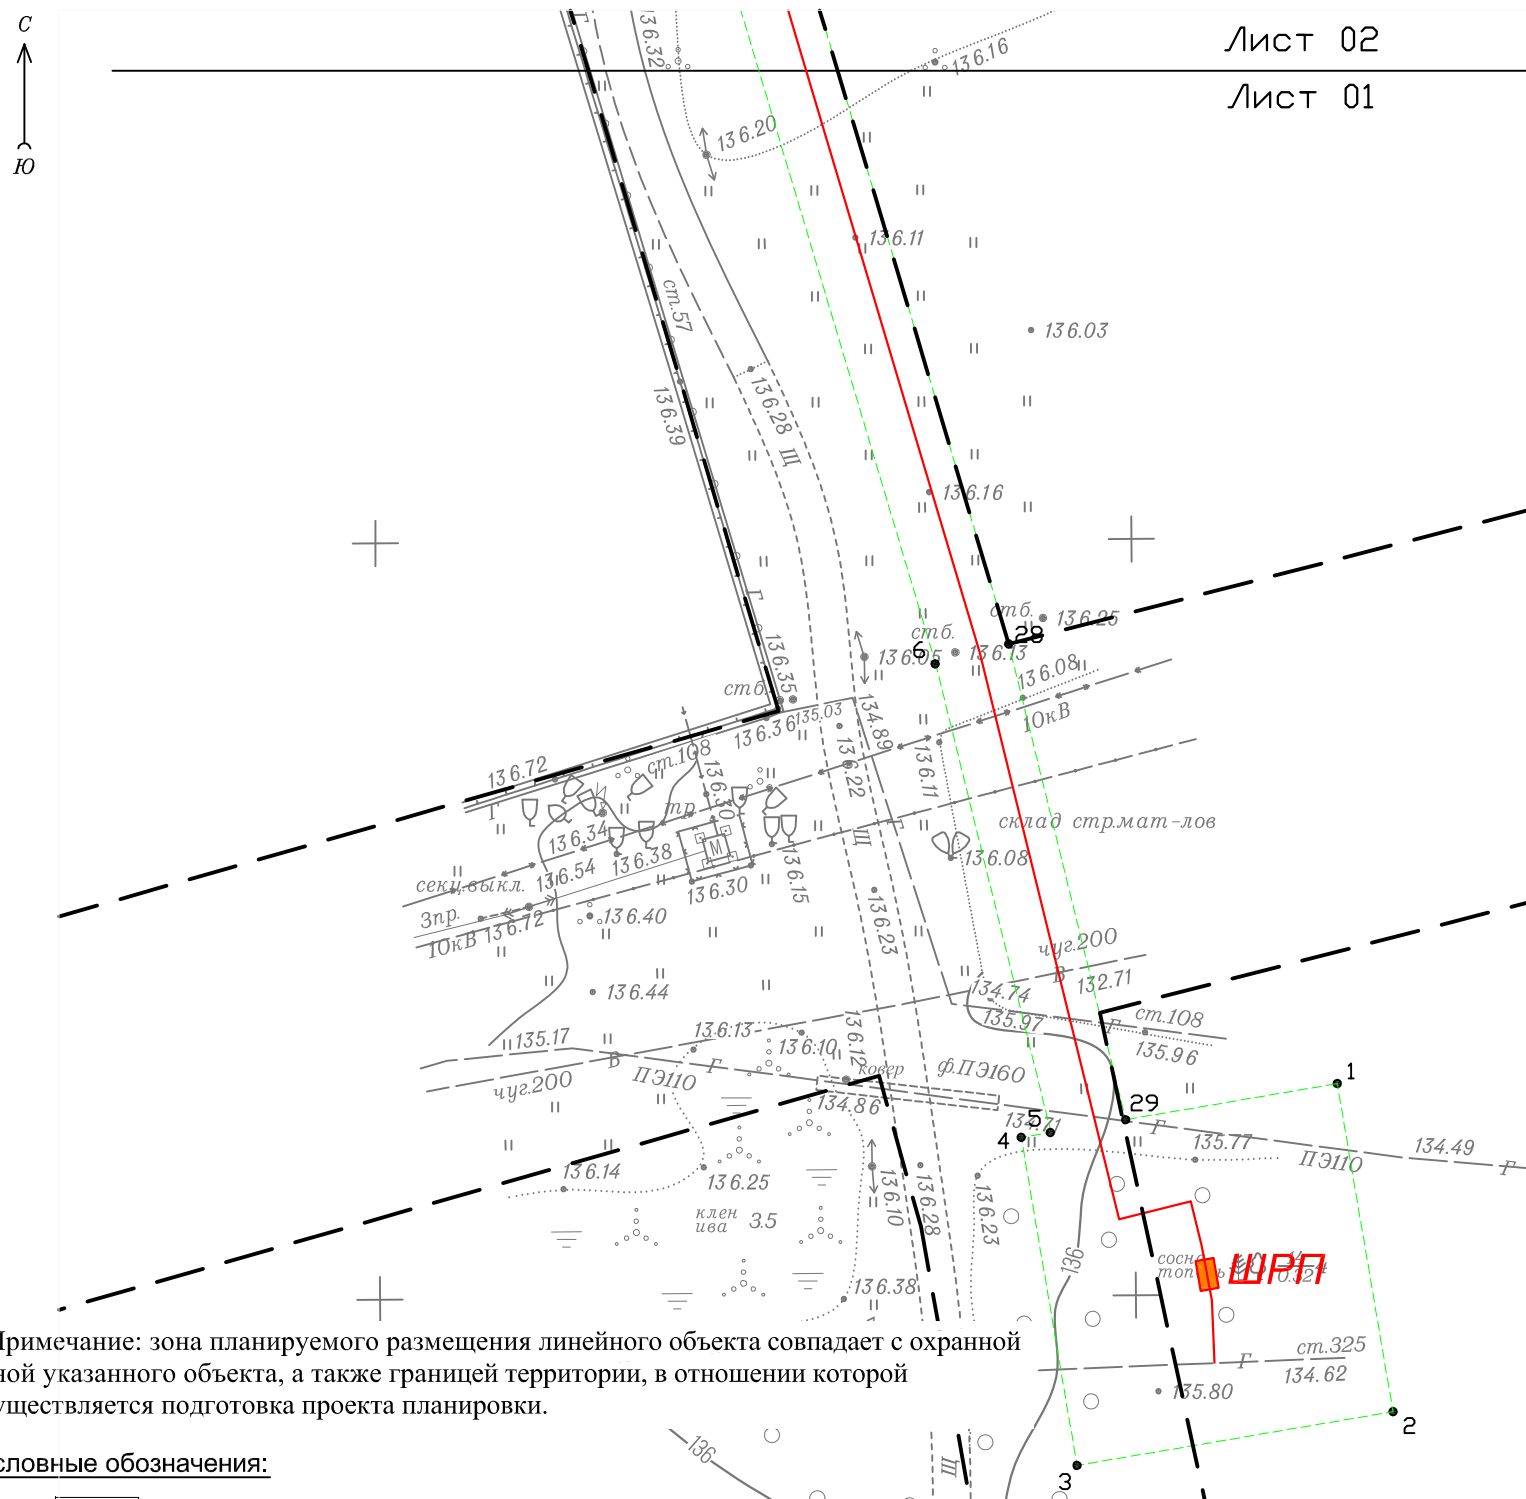 С
Ю
Лист 02
Лист 01
Г
136.32
136.16
136.20
136.11
ст.57
136.03
136.39
136.28
Щ
136.16
Г
стб.
136.25
28
стб.
136.13
6
136.05
136.35
136.08
стб.
10кВ
135.03
134.89
136.36
136.72
ст.108
136.22
136.11
Г
И
136.30
тр.
136.34
Щ
Г
склад стр.мат-лов
М
136.38
136.08
секц.выкл.
136.54
136.30
136.15
3пр.
136.72
136.40
10кВ
136.23
чуг.200
В
132.71
136.44
134.74
135.97
ст.108
Г
135.96
136.13
135.17
136.10
136.12
В
Г
ковер
ф.ПЭ160
чуг.200
ПЭ110
134.86
1
29
5
134.71
4
Г
135.77
134.49
ПЭ110
Г
136.14
136.25
136.10
136.28
136.23
клен
ива 3.5
136
ШРП
136.38
Примечание: зона планируемого размещения линейного объекта совпадает с охранной
ной указанного объекта, а также границей территории, в отношении которой
уществляется подготовка проекта планировки.
ст.325
Г
134.62
135.80
2
136
Щ
3
словные обозначения: